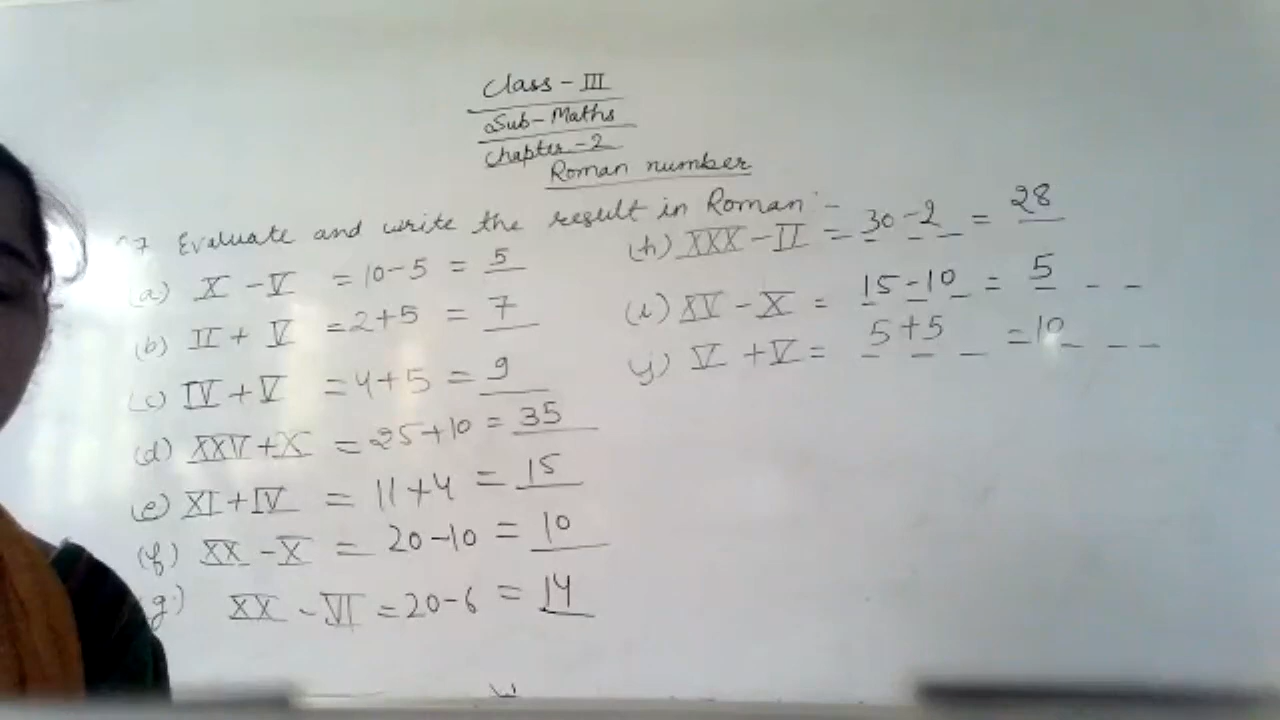 Class - III
Sub - Maths
Chapter - 2
Roman number
7 Evaluate and write the result in Roman :-
(a) X - V = 10 - 5 = 5
(b) II + V = 2 + 5 = 7
(c) IV + V = 4 + 5 = 9
(d) XXV + X = 25 + 10 = 35
(e) XI + IV = 11 + 4 = 15
(f) XX - X = 20 - 10 = 10
g) XX - VI = 20 - 6 = 14
(h) XXX - II = 30 - 2 = 28
(i) XV - X = 15 - 10 = 5
(j) V + V = 5 + 5 = 10